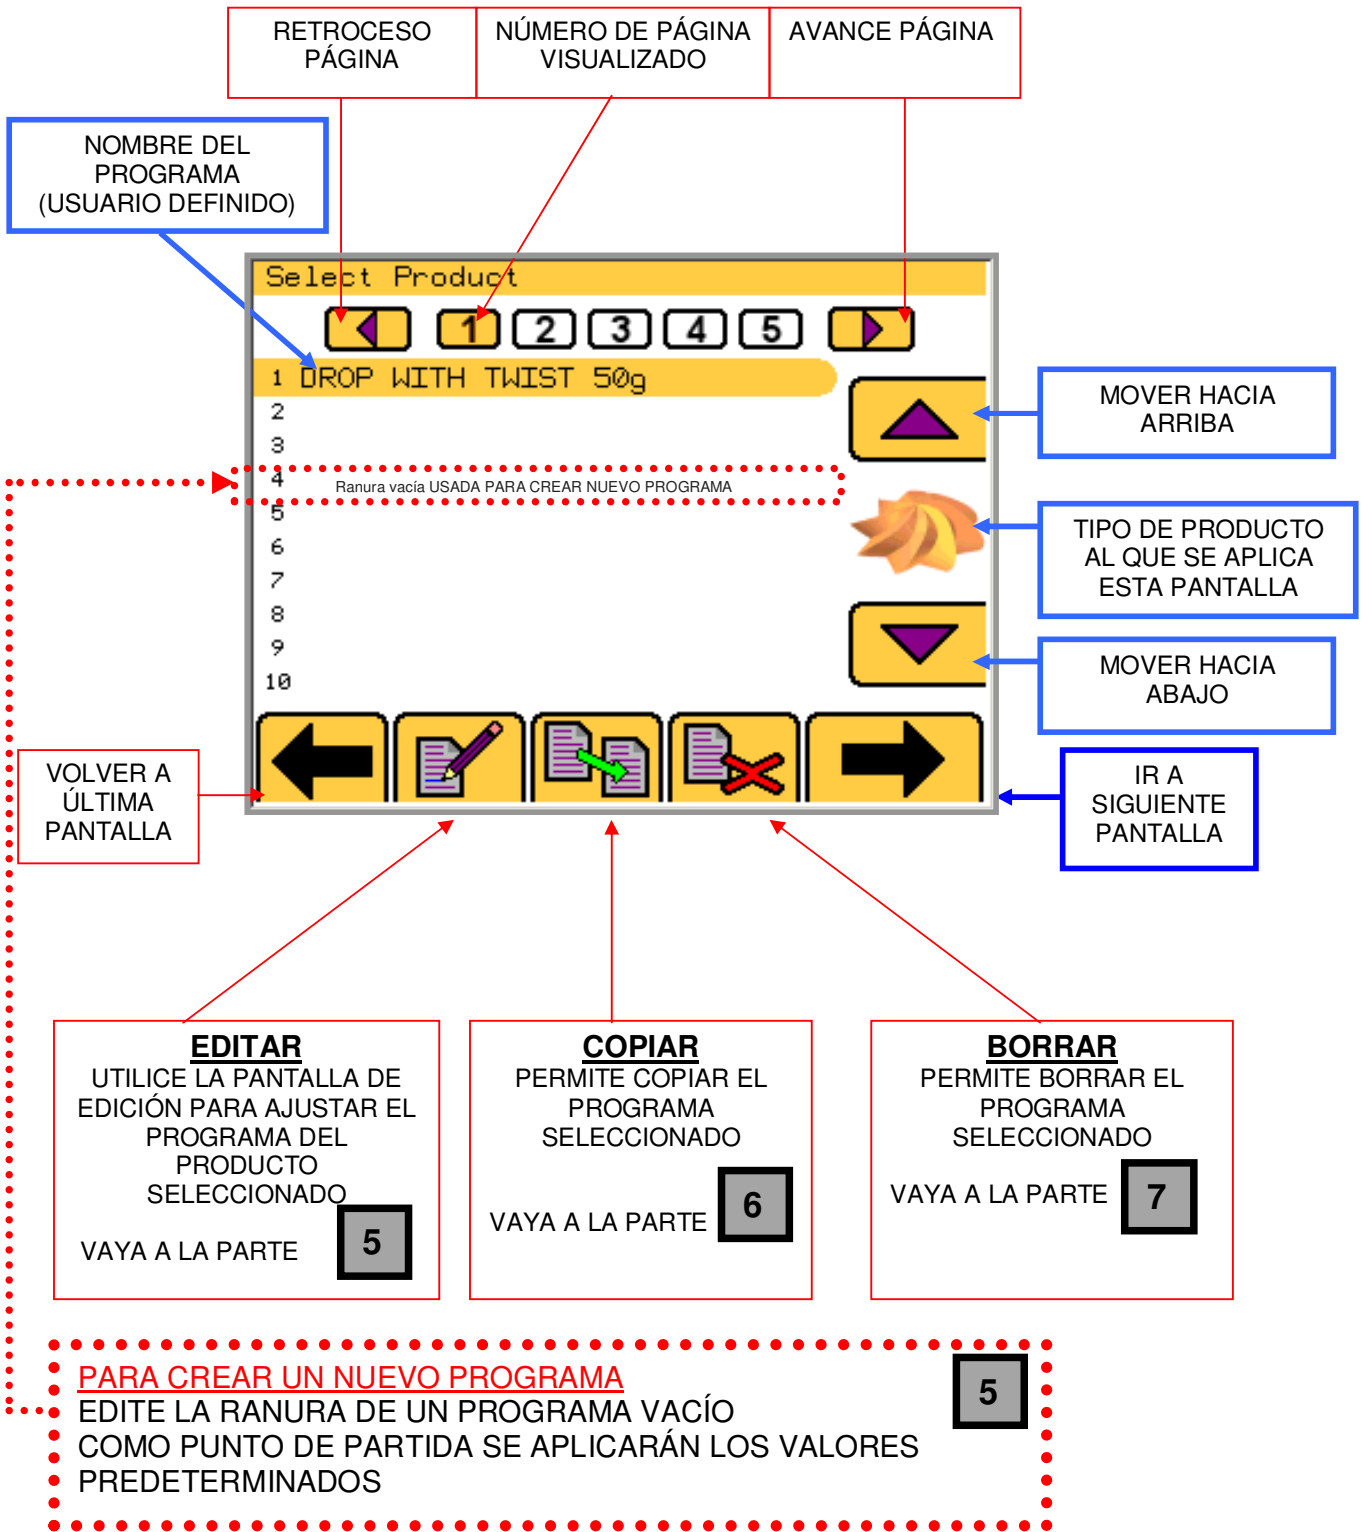 RETROCESO
PÁGINA
NÚMERO DE PÁGINA
VISUALIZADO
AVANCE PÁGINA
NOMBRE DEL
PROGRAMA
(USUARIO DEFINIDO)
Select Product
1 2 3 4 5
1 DROP WITH TWIST 50g
2
3
4 Ranura vacía USADA PARA CREAR NUEVO PROGRAMA
5
6
7
8
9
10
MOVER HACIA
ARRIBA
TIPO DE PRODUCTO
AL QUE SE APLICA
ESTA PANTALLA
MOVER HACIA
ABAJO
VOLVER A
ÚLTIMA
PANTALLA
IR A
SIGUIENTE
PANTALLA
EDITAR
UTILICE LA PANTALLA DE
EDICIÓN PARA AJUSTAR EL
PROGRAMA DEL
PRODUCTO
SELECCIONADO
VAYA A LA PARTE 5
COPIAR
PERMITE COPIAR EL
PROGRAMA
SELECCIONADO
VAYA A LA PARTE 6
BORRAR
PERMITE BORRAR EL
PROGRAMA
SELECCIONADO
VAYA A LA PARTE 7
PARA CREAR UN NUEVO PROGRAMA 5
EDITE LA RANURA DE UN PROGRAMA VACÍO
COMO PUNTO DE PARTIDA SE APLICARÁN LOS VALORES
PREDETERMINADOS